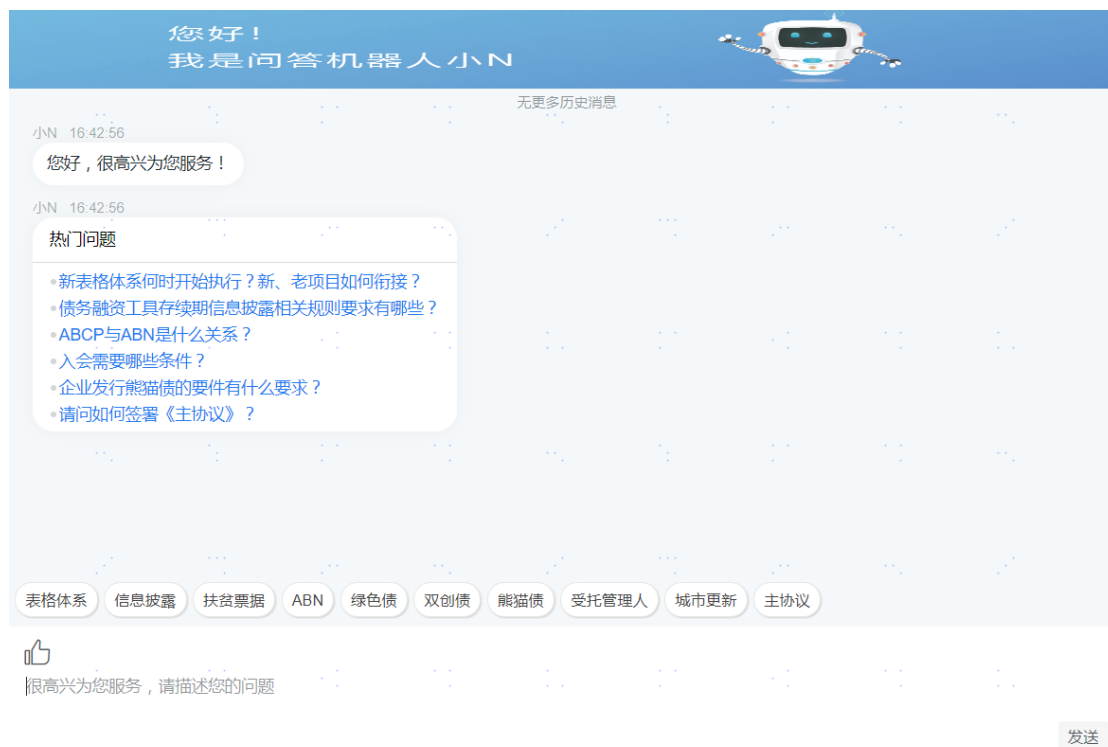 您好！
我是问答机器人小N
无更多历史消息
小N 16:42:56
您好，很高兴为您服务！
小N 16:42:56
热门问题
新表格体系何时开始执行？新、老项目如何衔接？
债务融资工具存续期信息披露相关规则要求有哪些？
ABCP与ABN是什么关系？
入会需要哪些条件？
企业发行熊猫债的要件有什么要求？
请问如何签署《主协议》？
表格体系 信息披露 扶贫票据 ABN 绿色债 双创债 熊猫债 受托管理人 城市更新 主协议
很高兴为您服务，请描述您的问题
发送